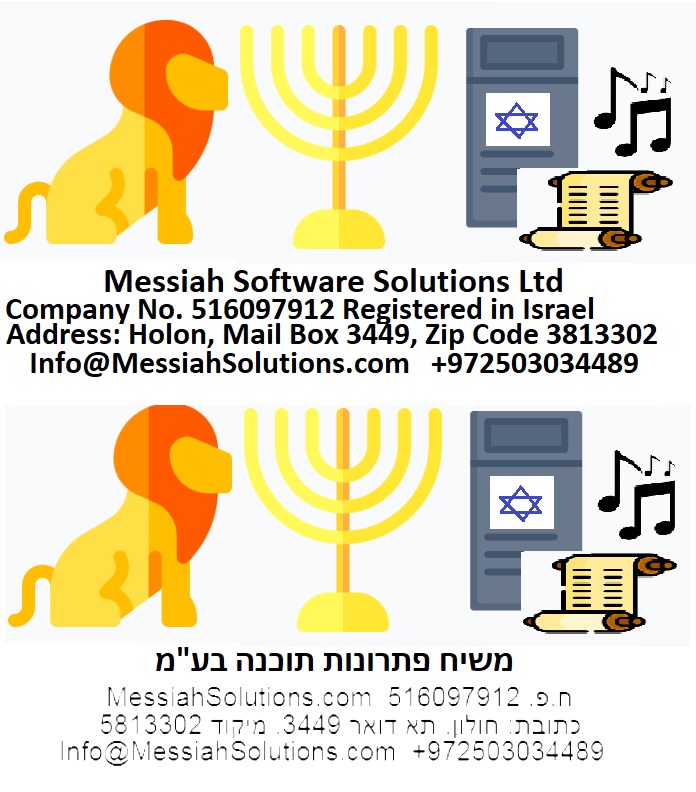 Messiah Software Solutions Ltd
Company No. 516097912 Registered in Israel
Address: Holon, Mail Box 3449, Zip Code 3813302
Info@MessiahSolutions.com +972503034489
משיח פתרונות תוכנה בע"מ
ח.פ. 516097912 MessiahSolutions.com
כתובת: חולון, תא דואר 3449, מיקוד 5813302
Info@MessiahSolutions.com +972503034489